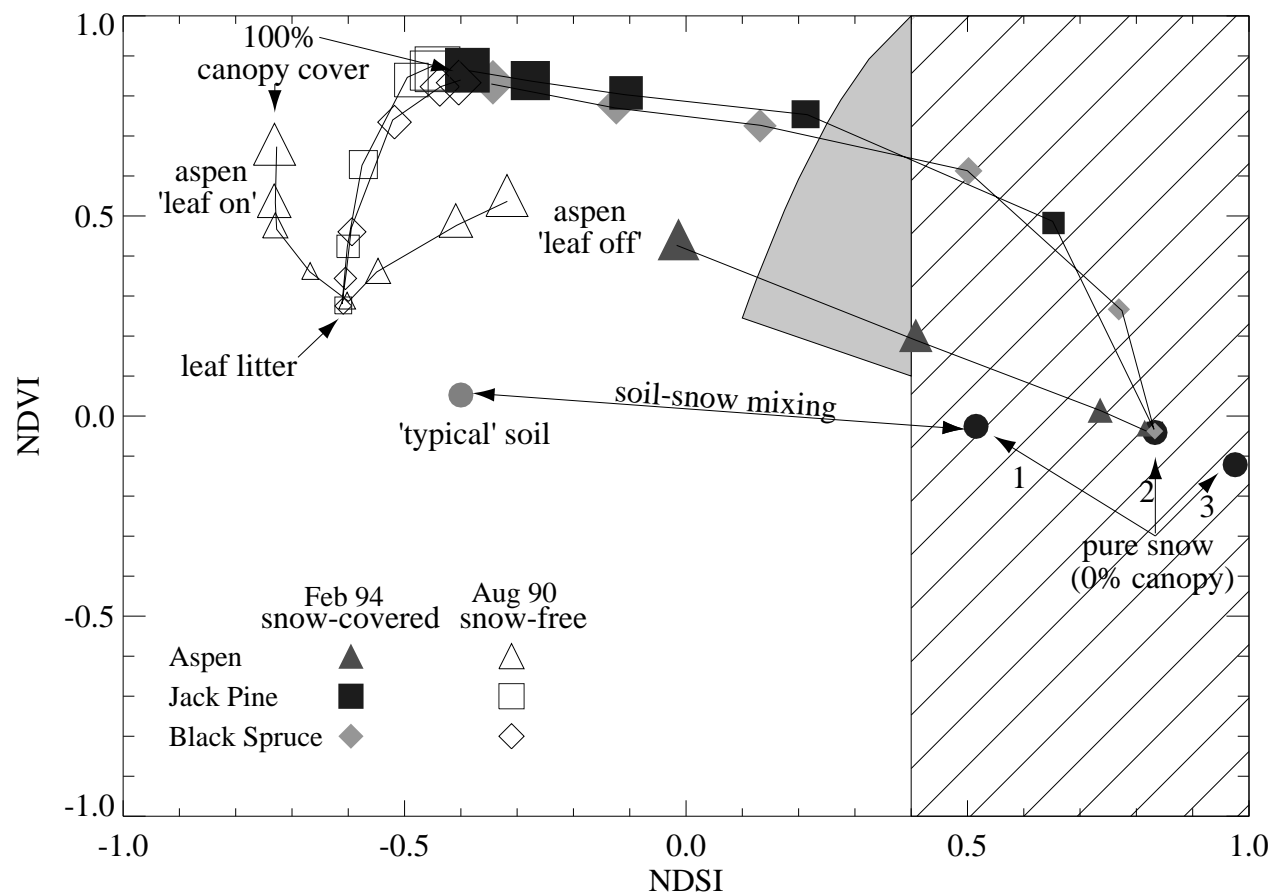 1.0
0.5
0.0
-0.5
-1.0
NDVI
100%
canopy cover
aspen
'leaf on'
aspen
'leaf off'
leaf litter
soil-snow mixing
'typical' soil
1
2
3
pure snow
(0% canopy)
Feb 94
snow-covered
Aug 90
snow-free
Aspen
Jack Pine
Black Spruce
-1.0
-0.5
0.0
0.5
1.0
NDSI